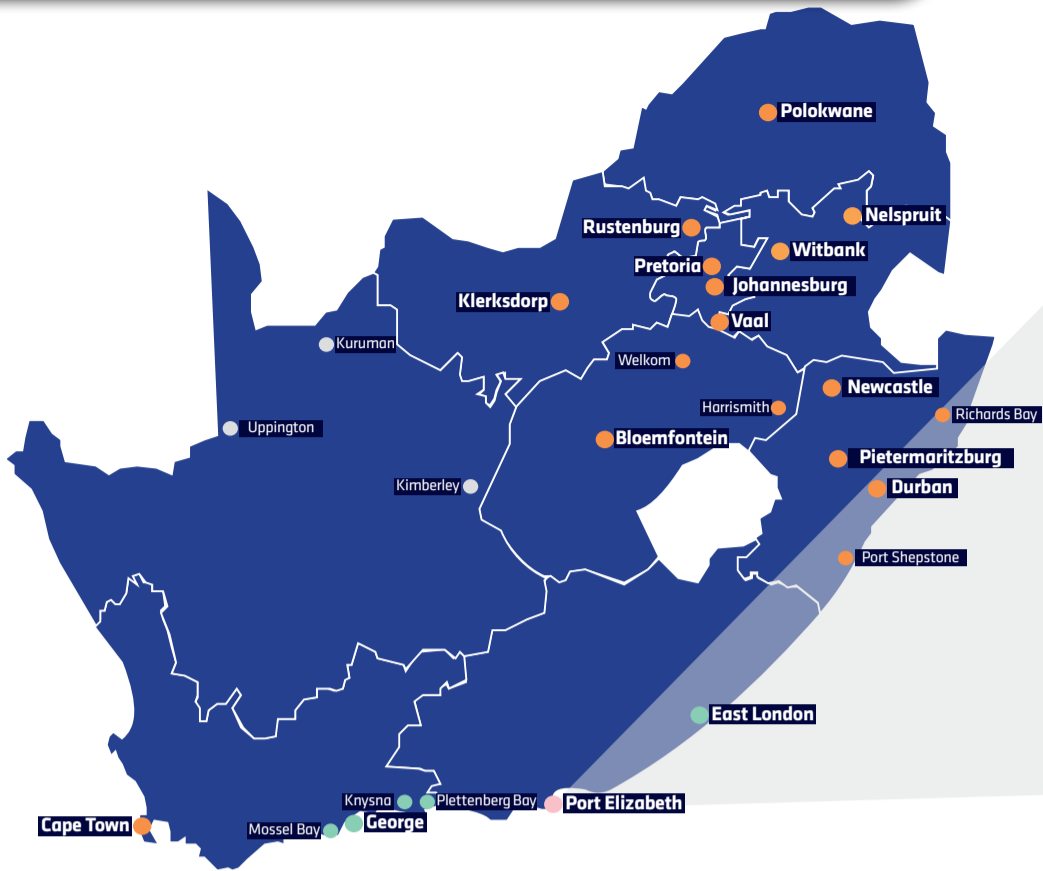 Polokwane
Nelspruit
Rustenburg
Witbank
Pretoria
Johannesburg
Klerksdorp
Vaal
Kuruman
Welkom
Newcastle
Harrismith
Richards Bay
Uppington
Bloemfontein
Pietermaritzburg
Kimberley
Durban
Port Shepstone
East London
Knysna
Plettenberg Bay
Port Elizabeth
Cape Town
Mossel Bay
George